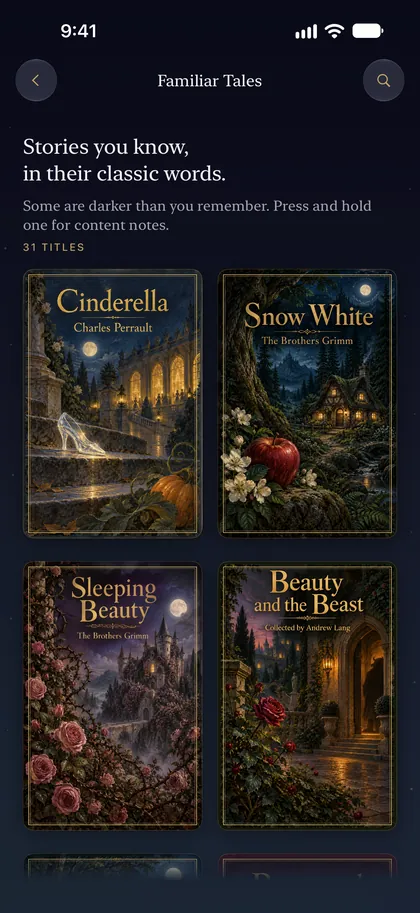 9:41
Familiar Tales
Stories you know,
in their classic words.
Some are darker than you remember. Press and hold
one for content notes.
31 TITLES
Cinderella
Charles Perrault
Snow White
The Brothers Grimm
Sleeping
Beauty
The Brothers Grimm
Beauty
and the Beast
Collected by Andrew Lang